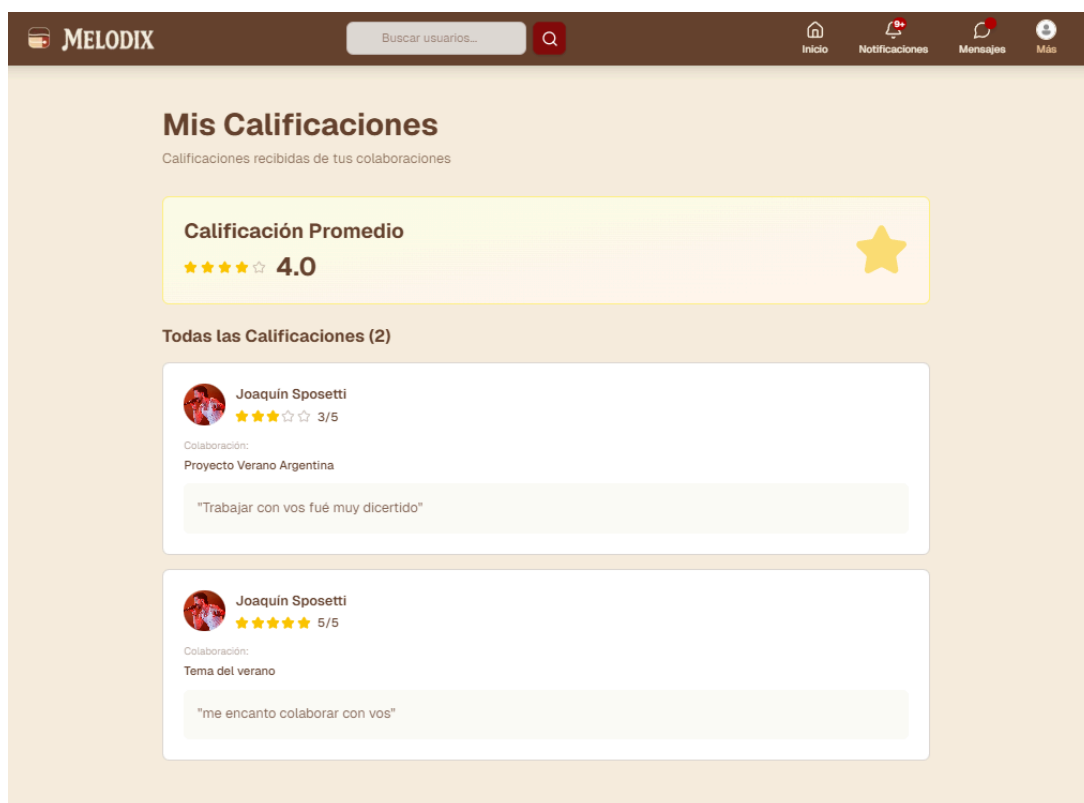 MELODIX
Buscar usuarios...
Inicio
9+
Notificaciones
Mensajes
Más
Mis Calificaciones
Calificaciones recibidas de tus colaboraciones
Calificación Promedio
4.0
Todas las Calificaciones (2)
Joaquín Sposetti
3/5
Colaboración:
Proyecto Verano Argentina
"Trabajar con vos fué muy dicertido"
Joaquín Sposetti
5/5
Colaboración:
Tema del verano
"me encanto colaborar con vos"